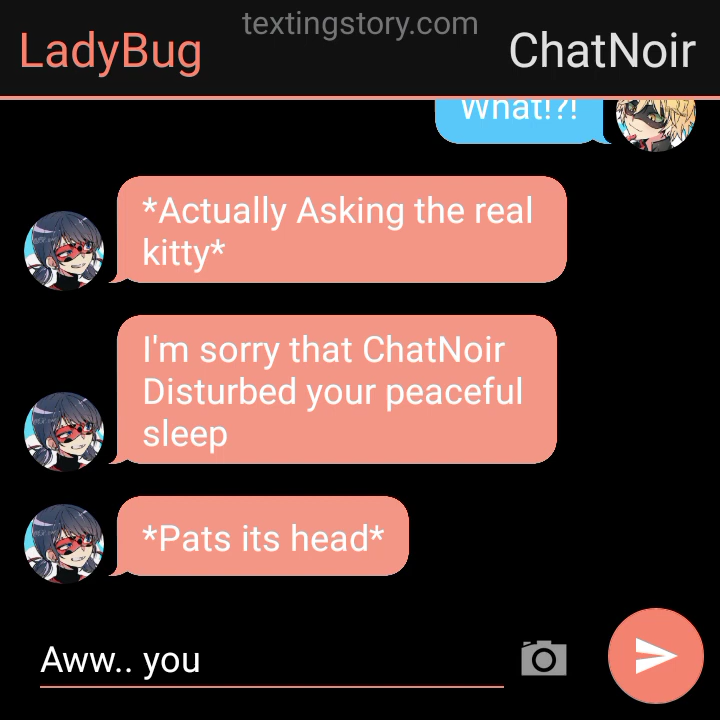 textingstory.com
LadyBug
ChatNoir
What!?!
*Actually Asking the real
kitty*
I'm sorry that ChatNoir
Disturbed your peaceful
sleep
*Pats its head*
Aww.. you